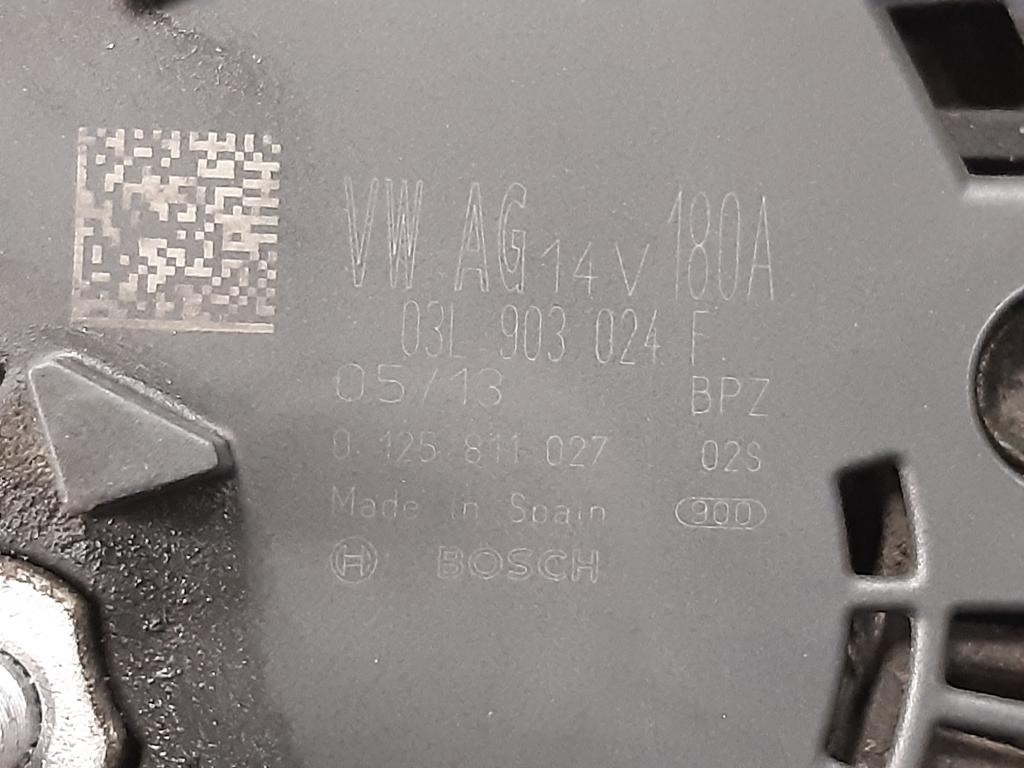 VW AG 14 V 180A
03L 903 024 F
05/13 BPZ
0 125 811 027 02S
Made in Spain 900
BOSCH